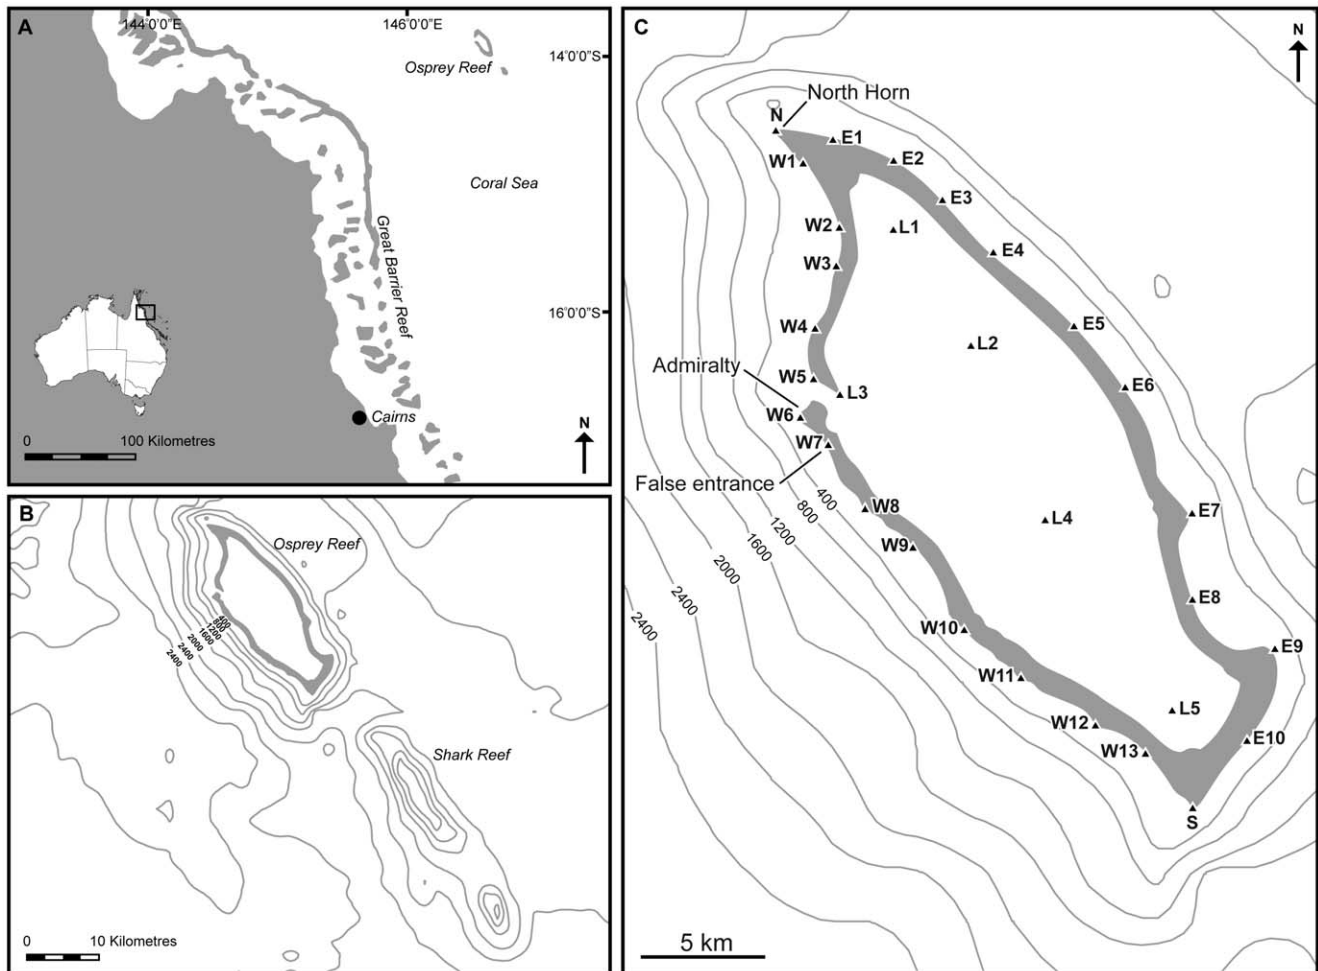 A
144°0'0"E
146°0'0"E
14°0'0"S
Osprey Reef
Coral Sea
Great Barrier Reef
16°0'0"S
Cairns
0 100 Kilometres
N
B
Osprey Reef
400
800
1200
1600
2000
2400
2400
Shark Reef
0 10 Kilometres
C
N
North Horn
N
E1
W1
E2
E3
W2
L1
W3
E4
W4
E5
L2
Admiralty
W5
L3
E6
W6
W7
False entrance
400
800
1200
1600
2000
2400
2400
W8
E7
L4
W9
E8
W10
E9
W11
L5
W12
E10
W13
S
5 km